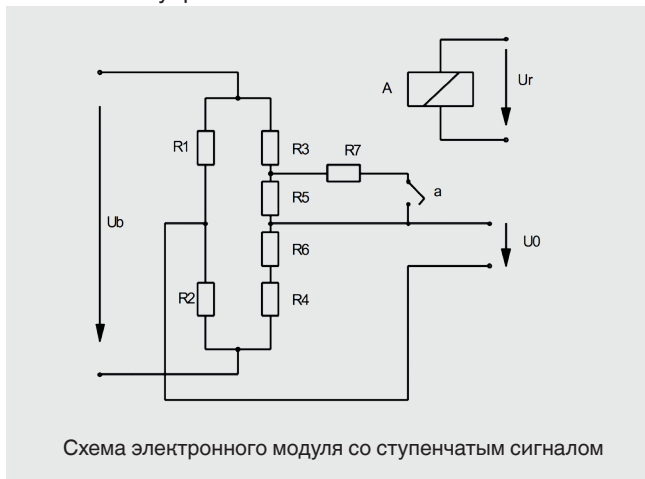 A
Ur
R1
R3
R7
R5
a
Ub
U0
R6
R2
R4
Схема электронного модуля со ступенчатым сигналом